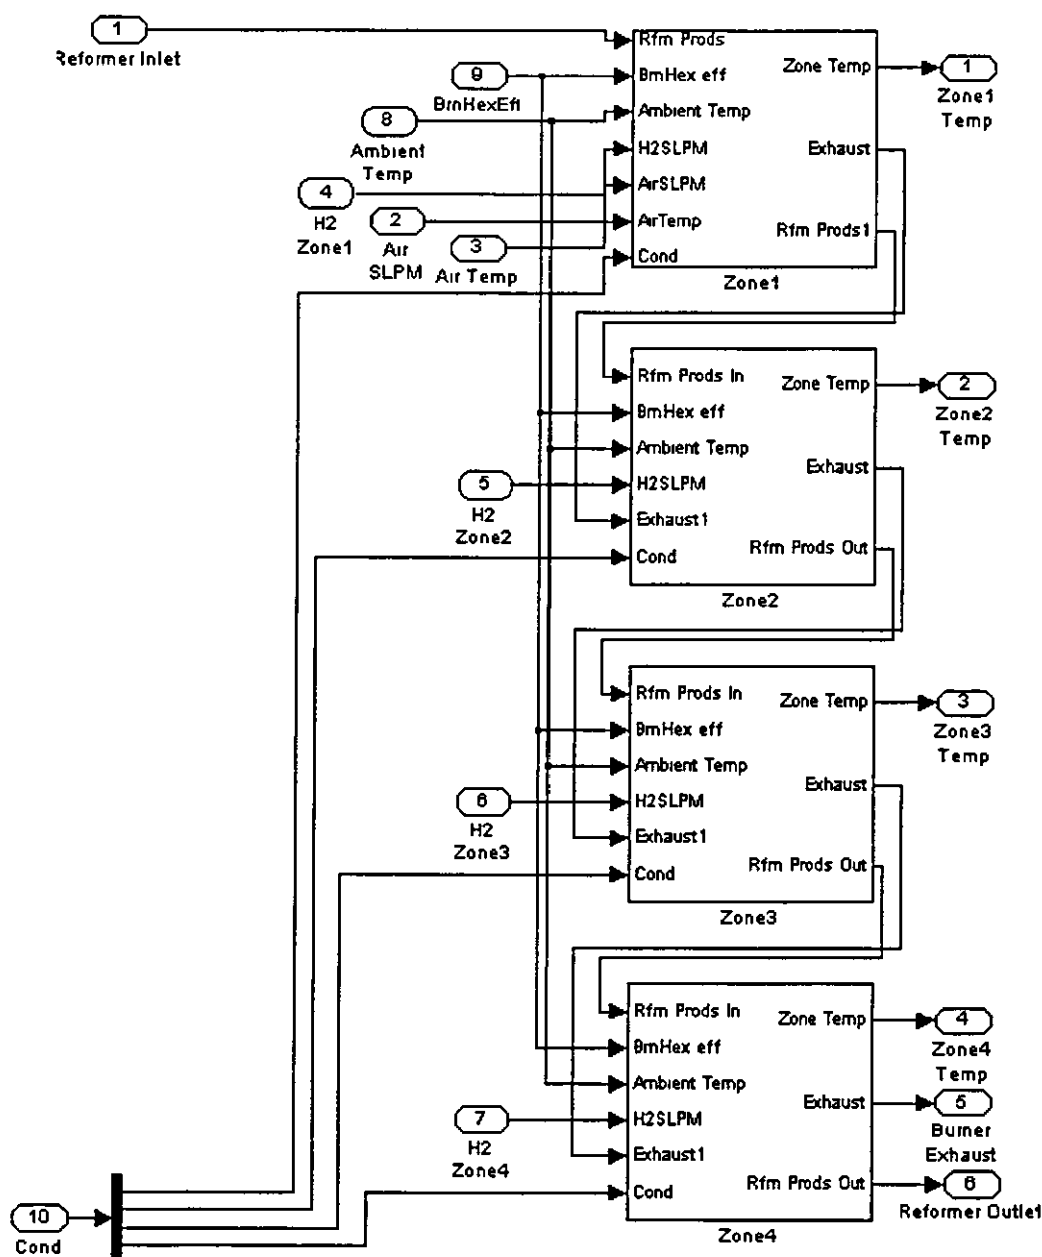 1
Reformer Inlet
9
BrnHexEff
8
Ambient
Temp
4
H2
Zone1
2
Air
SLPM
3
Air Temp
Rfm Prods
BrnHex eff
Ambient Temp
H2SLPM
AirSLPM
AirTemp
Cond
Zone Temp
Exhaust
Rfm Prods1
Zone1
1
Zone1
Temp
Rfm Prods In
BrnHex eff
Ambient Temp
H2SLPM
Exhaust1
Cond
Zone Temp
Exhaust
Rfm Prods Out
Zone2
5
H2
Zone2
2
Zone2
Temp
Rfm Prods In
BrnHex eff
Ambient Temp
H2SLPM
Exhaust1
Cond
Zone Temp
Exhaust
Rfm Prods Out
Zone3
6
H2
Zone3
3
Zone3
Temp
Rfm Prods In
BrnHex eff
Ambient Temp
H2SLPM
Exhaust1
Cond
Zone Temp
Exhaust
Rfm Prods Out
Zone4
7
H2
Zone4
4
Zone4
Temp
5
Burner
Exhaust
6
Reformer Outlet
10
Cond